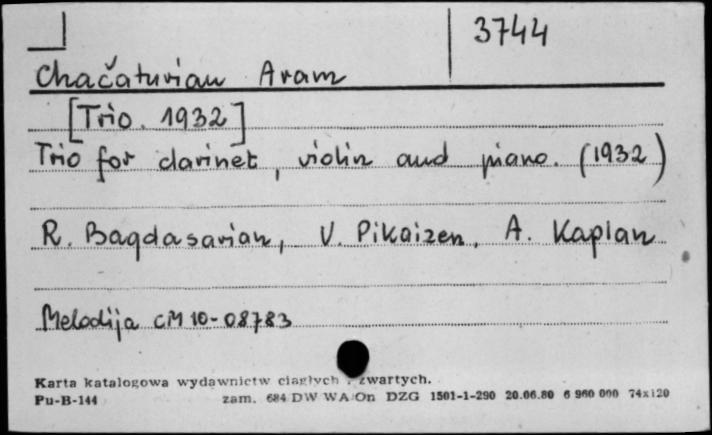 3744
Chačaturian Aram
[Trio. 1932]
Trio for clarinet, violin and piano. (1932)
R. Bagdasarian, V. Pikaizen, A. Kaplan
Melodija CM 10-08783
Karta katalogowa wydawnictw ciągłych i zwartych.
Pu-B-144 zam. 684 DW WA/On DZG 1501-1-290 20.06.80 6 960 000 74x120